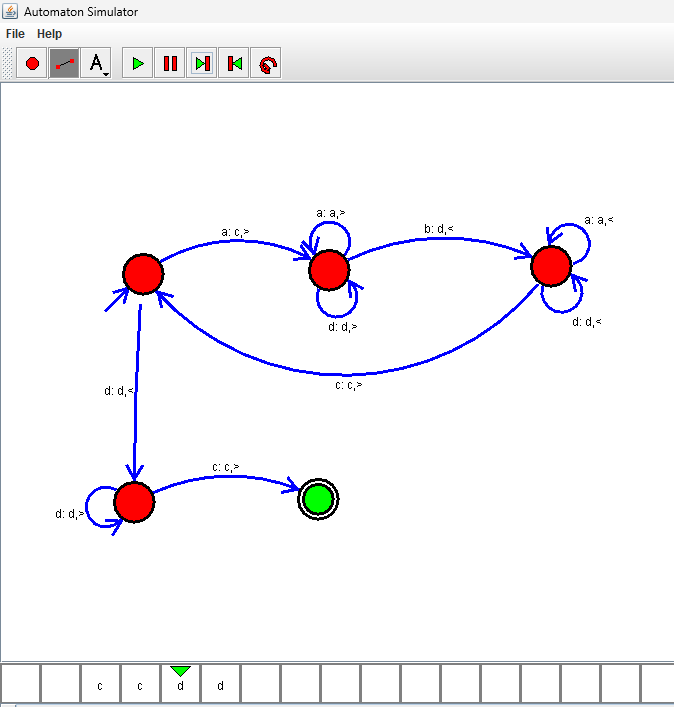 Automaton Simulator
File Help
A
a: a,>
a: a,<
a: c,>
b: d,<
d: d,>
d: d,<
c: c,>
d: d,<
c: c,>
d: d,>
c c d d